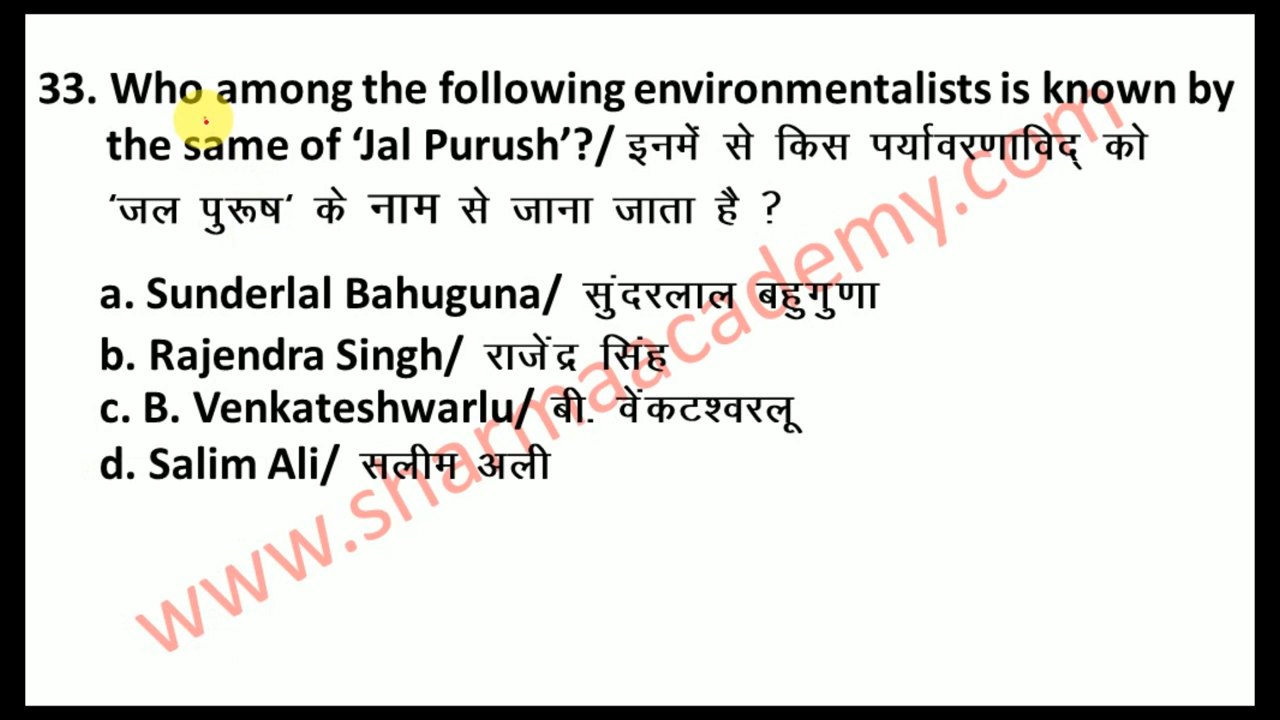 33. Who among the following environmentalists is known by
the same of ‘Jal Purush’?/ इनमें से किस पर्यावरणाविद् को
‘जल पुरूष‘ के नाम से जाना जाता है ?
a. Sunderlal Bahuguna/ सुंदरलाल बहुगुणा
b. Rajendra Singh/ राजेंद्र सिंह
c. B. Venkateshwarlu/ बी. वेंकटश्वरलू
d. Salim Ali/ सलीम अली
www.sharmaacademy.com